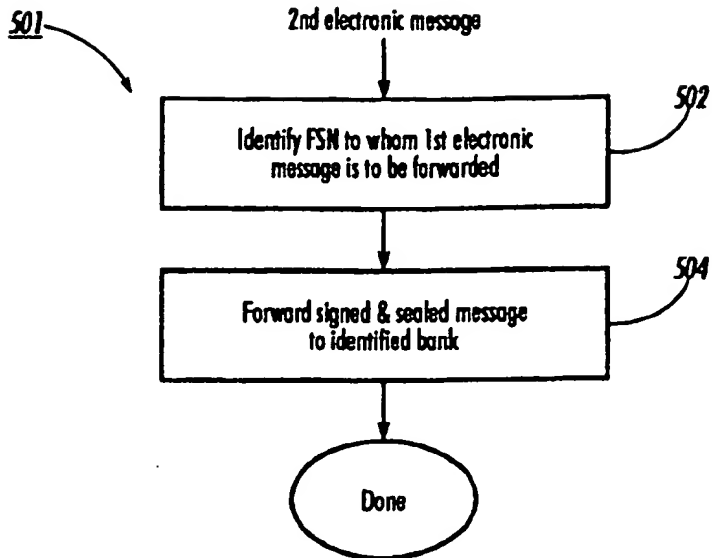 501
2nd electronic message
502
Identify FSN to whom 1st electronic
message is to be forwarded
504
Forward signed & sealed message
to identified bank
Done